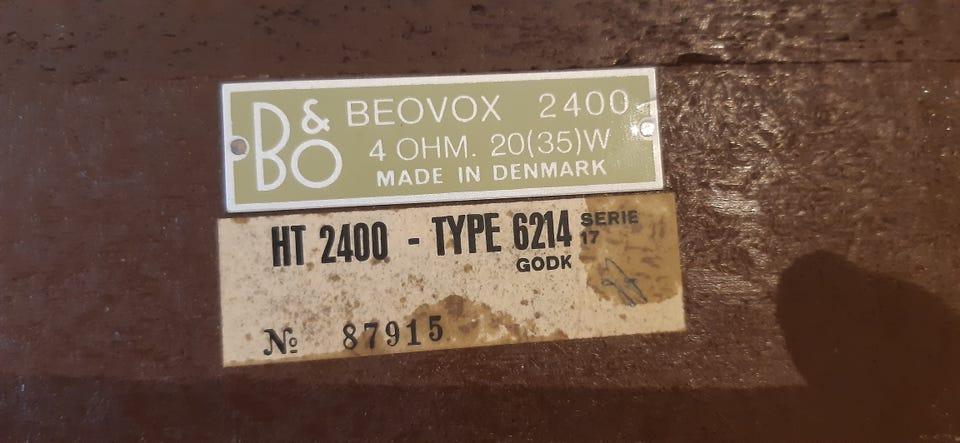 B&O
BEOVOX 2400
4 OHM. 20(35)W
MADE IN DENMARK
HT 2400 - TYPE 6214 SERIE 17
GODK
№ 87915